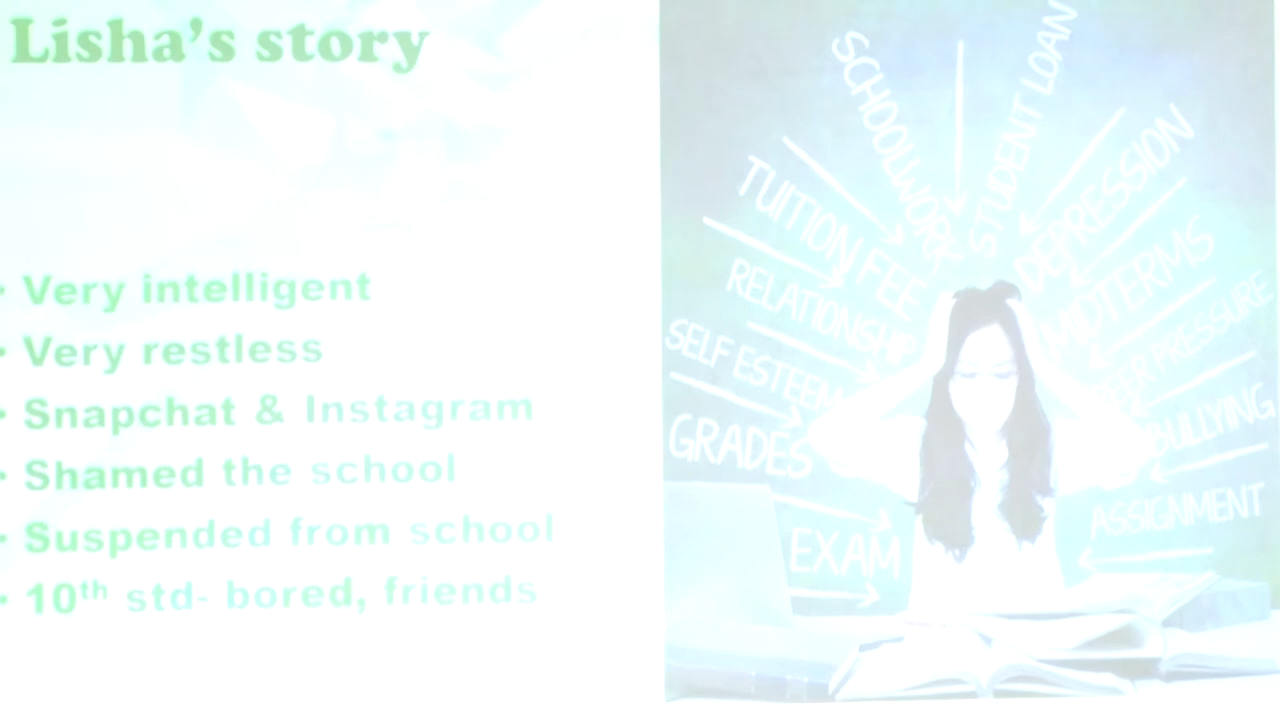 Lisha's story
• Very intelligent
• Very restless
• Snapchat & Instagram
• Shamed the school
• Suspended from school
• 10th std- bored, friends
SCHOOLWORK
STUDENT LOAN
TUITION FEE
DEPRESSION
RELATIONSHIP
MIDTERMS
SELF ESTEEM
PEER PRESSURE
GRADES
BULLYING
EXAM
ASSIGNMENT